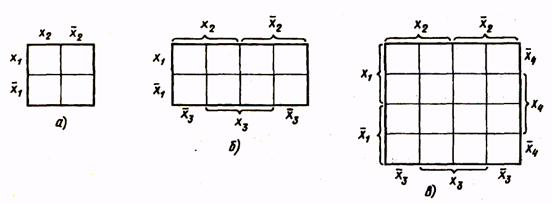 x₂ x̄₂
x₁
x̄₁
а)
x₂ x̄₂
x₁
x̄₁
x̄₃ x₃ x̄₃
б)
x₂ x̄₂
x₁
x̄₁
x̄₄
x₄
x̄₄
x̄₃ x₃ x̄₃
в)